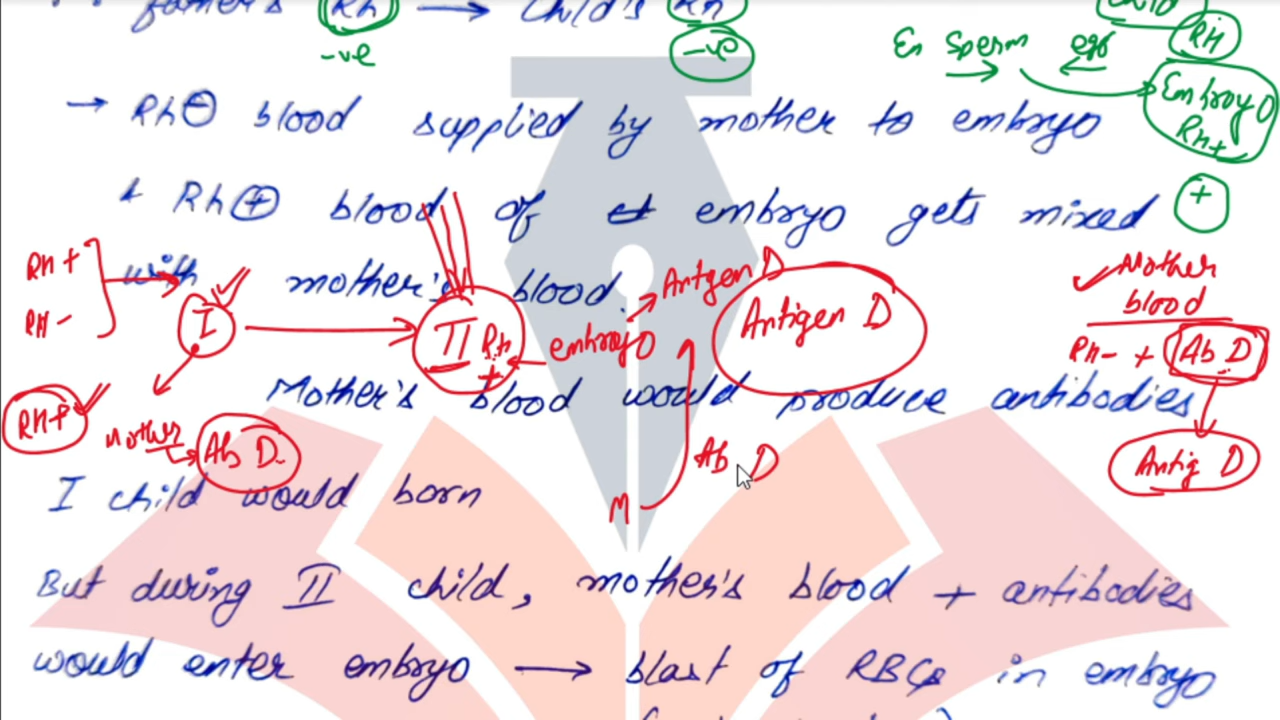 father's Rh → child's Rh
-ve -ve
Rh
En Sperm egg
Embryo
Rh+
→ Rh⊖ blood supplied by mother to embryo
& Rh⊕ blood of embryo gets mixed
+
with mother's blood.
Rh+
RH-
I
II Rh
+
embryo
Antgen D
Antigen D
Mother
blood
Rh- + Ab D
Antig D
Mother's blood would produce antibodies
RH+
Mother
Ab D
Ab D
M
I child would born
But during II child, mother's blood + antibodies
would enter embryo → blast of RBCs in embryo